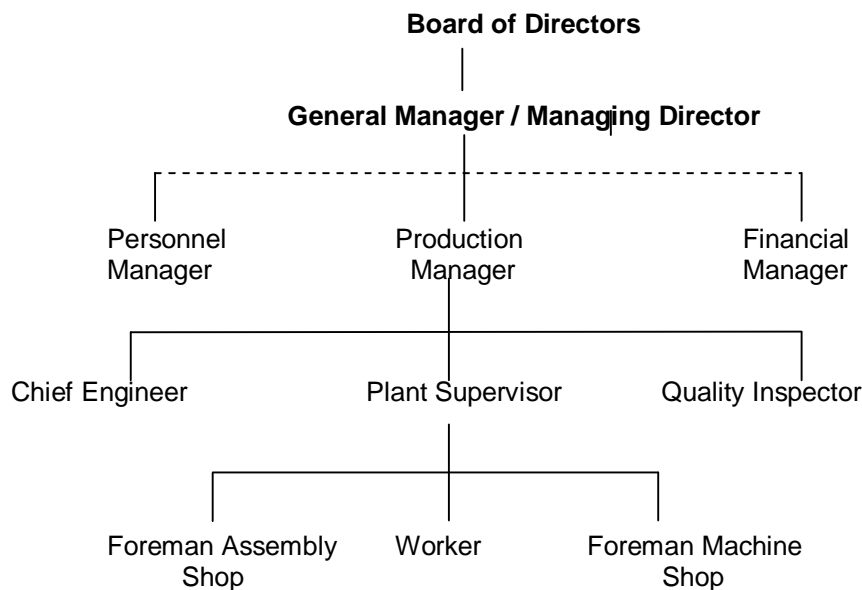 Board of Directors
General Manager / Managing Director
Personnel
Manager
Production
Manager
Financial
Manager
Chief Engineer
Plant Supervisor
Quality Inspector
Foreman Assembly
Shop
Worker
Foreman Machine
Shop